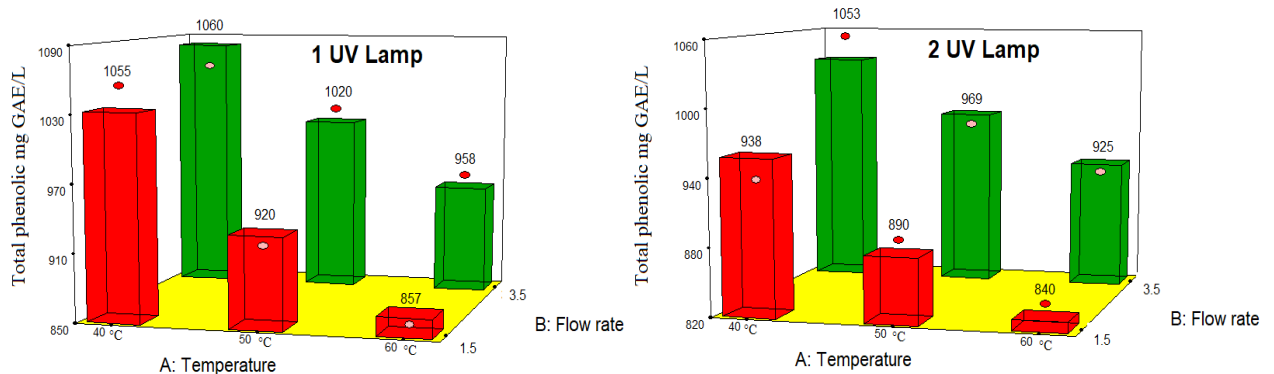 1 UV Lamp
Total phenolic mg GAE/L
1090
1030
970
910
850
1060
1055
1020
958
920
857
40 °C
50 °C
60 °C
1.5
3.5
A: Temperature
B: Flow rate
2 UV Lamp
Total phenolic mg GAE/L
1060
1000
940
880
820
1053
938
969
925
890
840
40 °C
50 °C
60 °C
1.5
3.5
A: Temperature
B: Flow rate